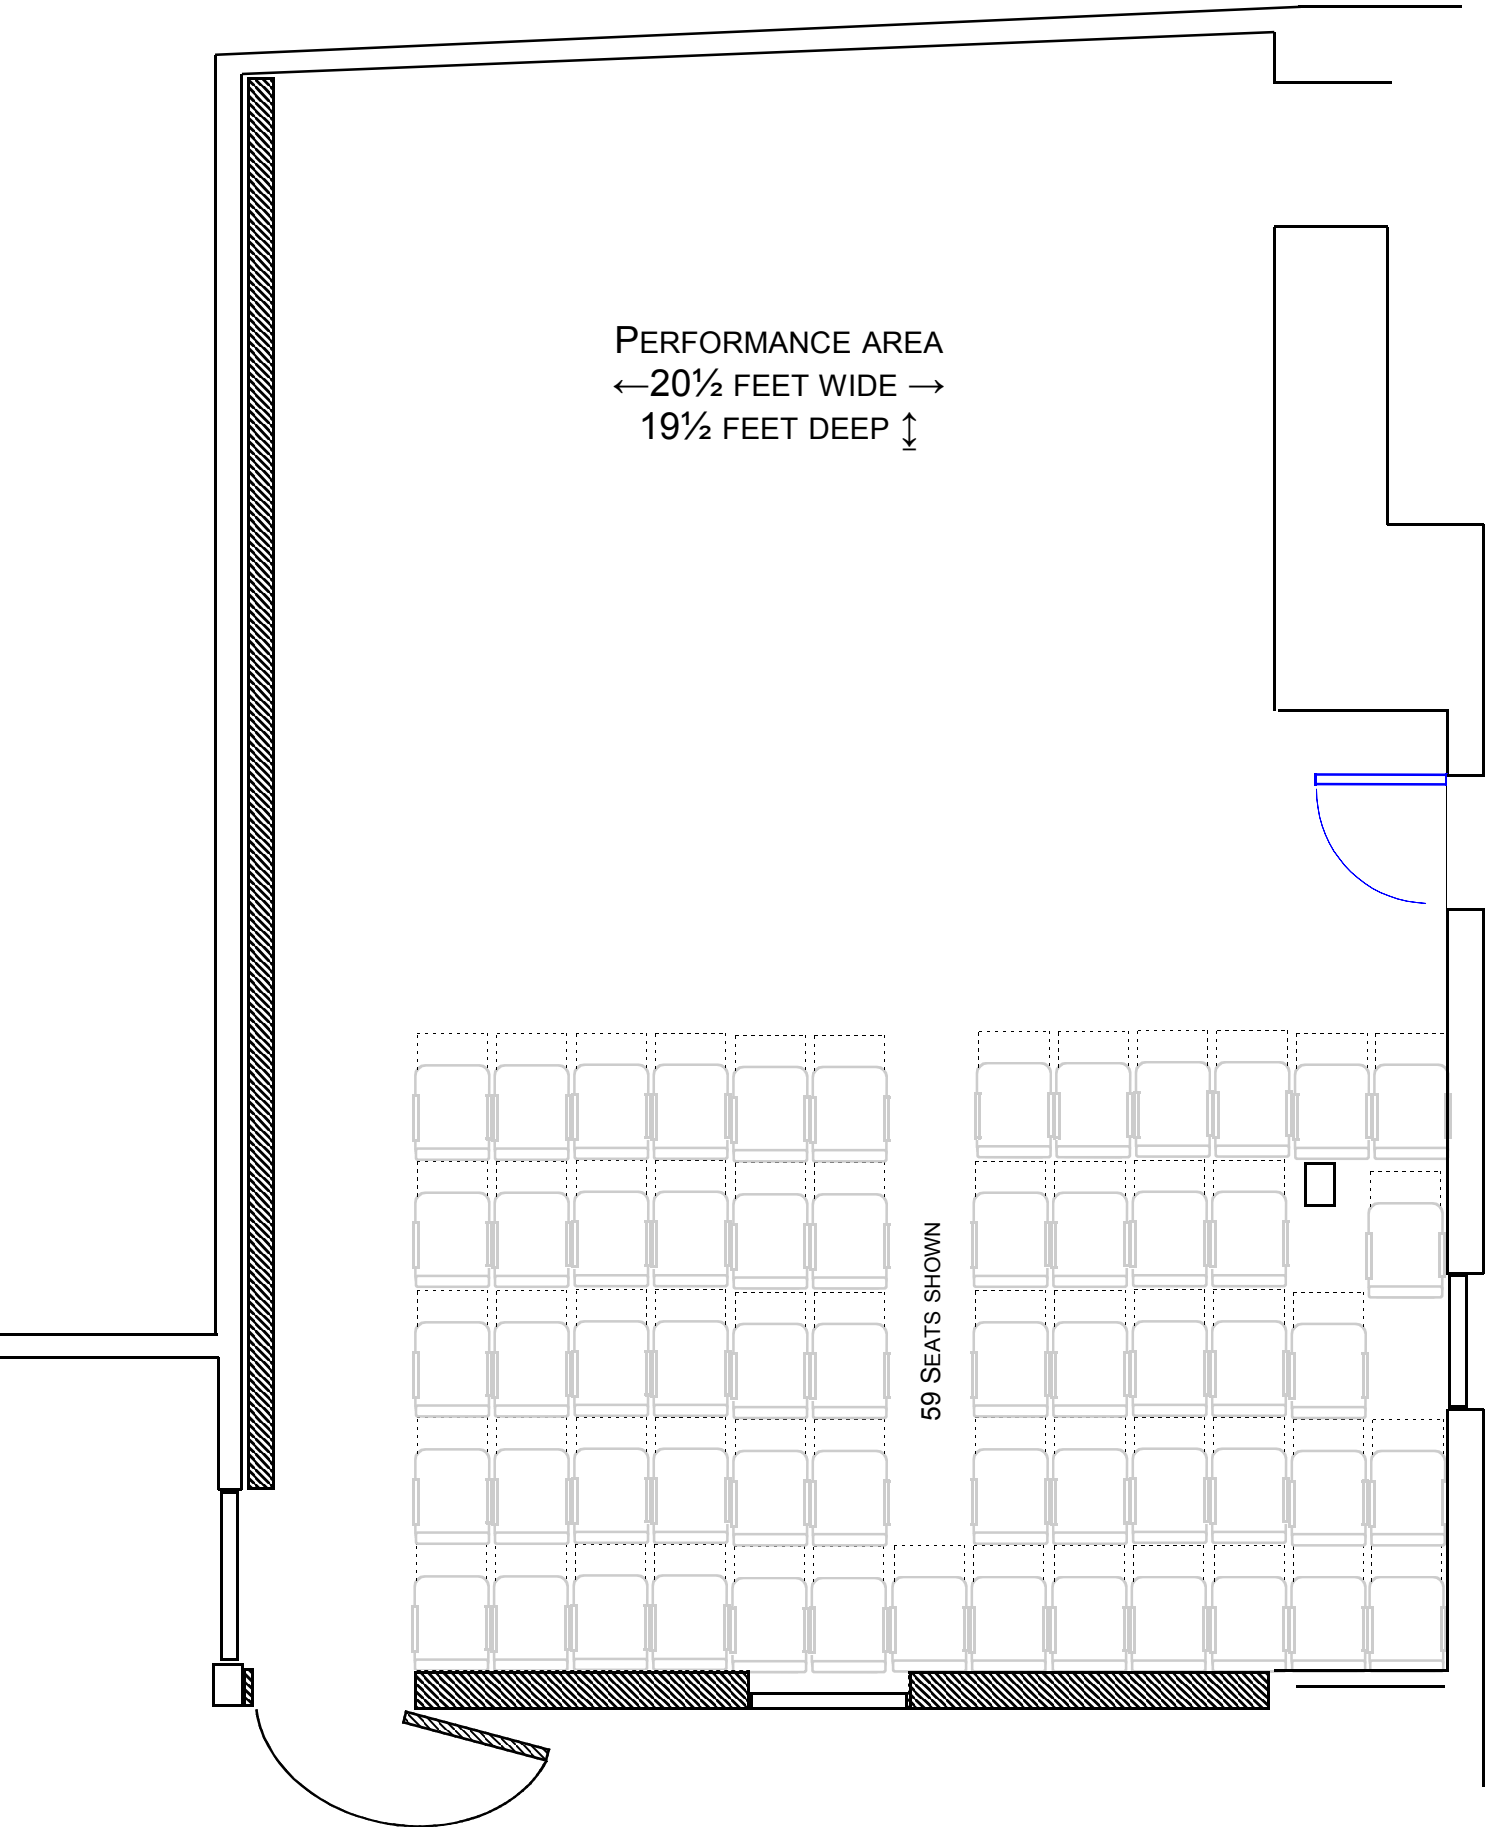 PERFORMANCE AREA
←20½ FEET WIDE →
19½ FEET DEEP ↨
59 SEATS SHOWN